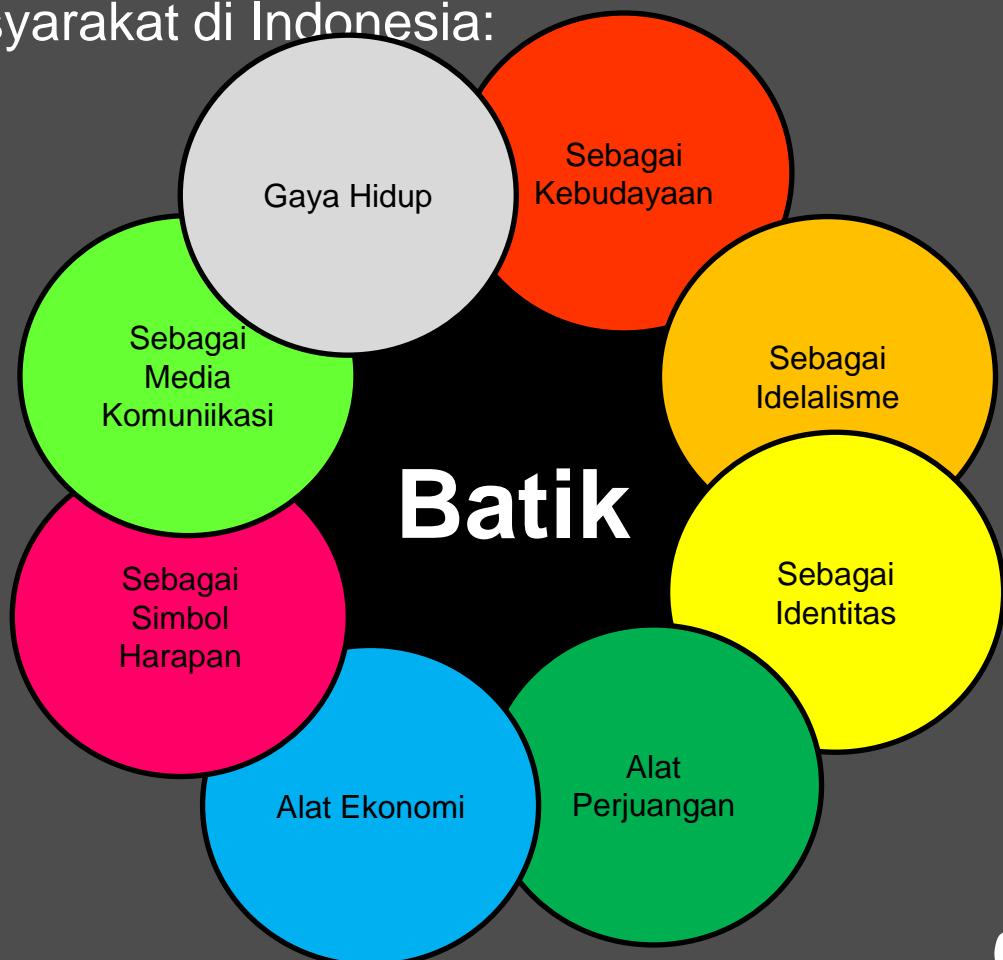 syarakat di Indonesia:
Gaya Hidup
Sebagai
Kebudayaan
Sebagai
Media
Komuniikasi
Sebagai
Idelalisme
Batik
Sebagai
Simbol
Harapan
Sebagai
Identitas
Alat Ekonomi
Alat
Perjuangan